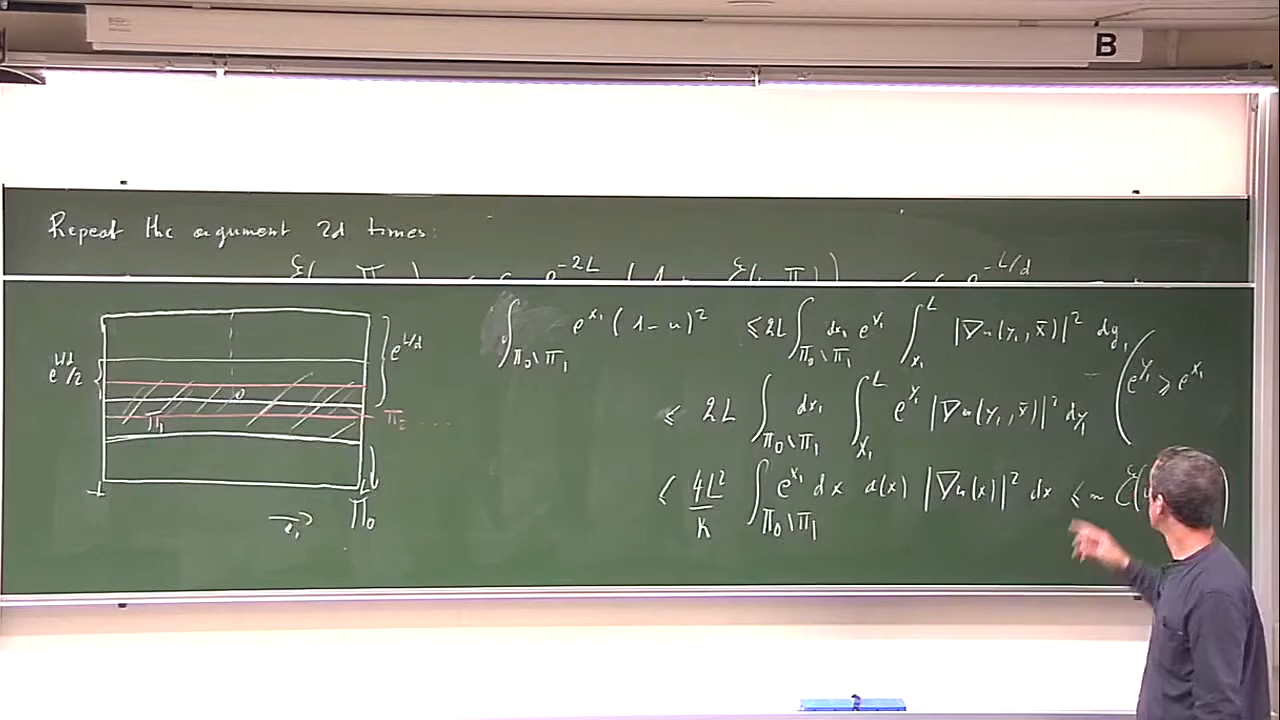 B
Repeat the argument 2d times:
e^{-2L} (1 + e^{-L/d}
∫_{Π_0\Π_1} e^{x_1} (1-u)^2 ≤ 2L ∫_{Π_0\Π_1} dx_1 e^{x_1} ∫_{x_1}^{L} |∇u(y_1, x̄)|^2 dy_1
≤ 2L ∫_{Π_0\Π_1} dx_1 ∫_{x_1}^{L} e^{y_1} |∇u(y_1, x̄)|^2 dy_1 (e^{y_1} ≥ e^{x_1}
≤ 4L^2/K ∫_{Π_0\Π_1} e^{x_1} dx a(x) |∇u(x)|^2 dx ≤ ~ ℰ(
e^{L/d}/2
e^{L/d}
0
Π_1
Π_2 ....
-L
L
e_1
Π_0